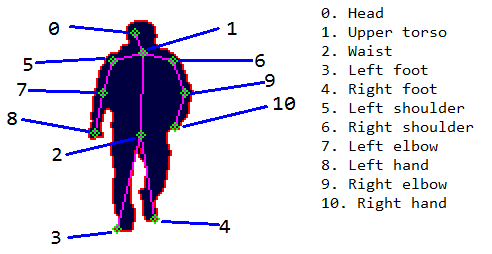 0
1
5
6
7
9
8
10
2
3
4
0. Head
1. Upper torso
2. Waist
3. Left foot
4. Right foot
5. Left shoulder
6. Right shoulder
7. Left elbow
8. Left hand
9. Right elbow
10. Right hand